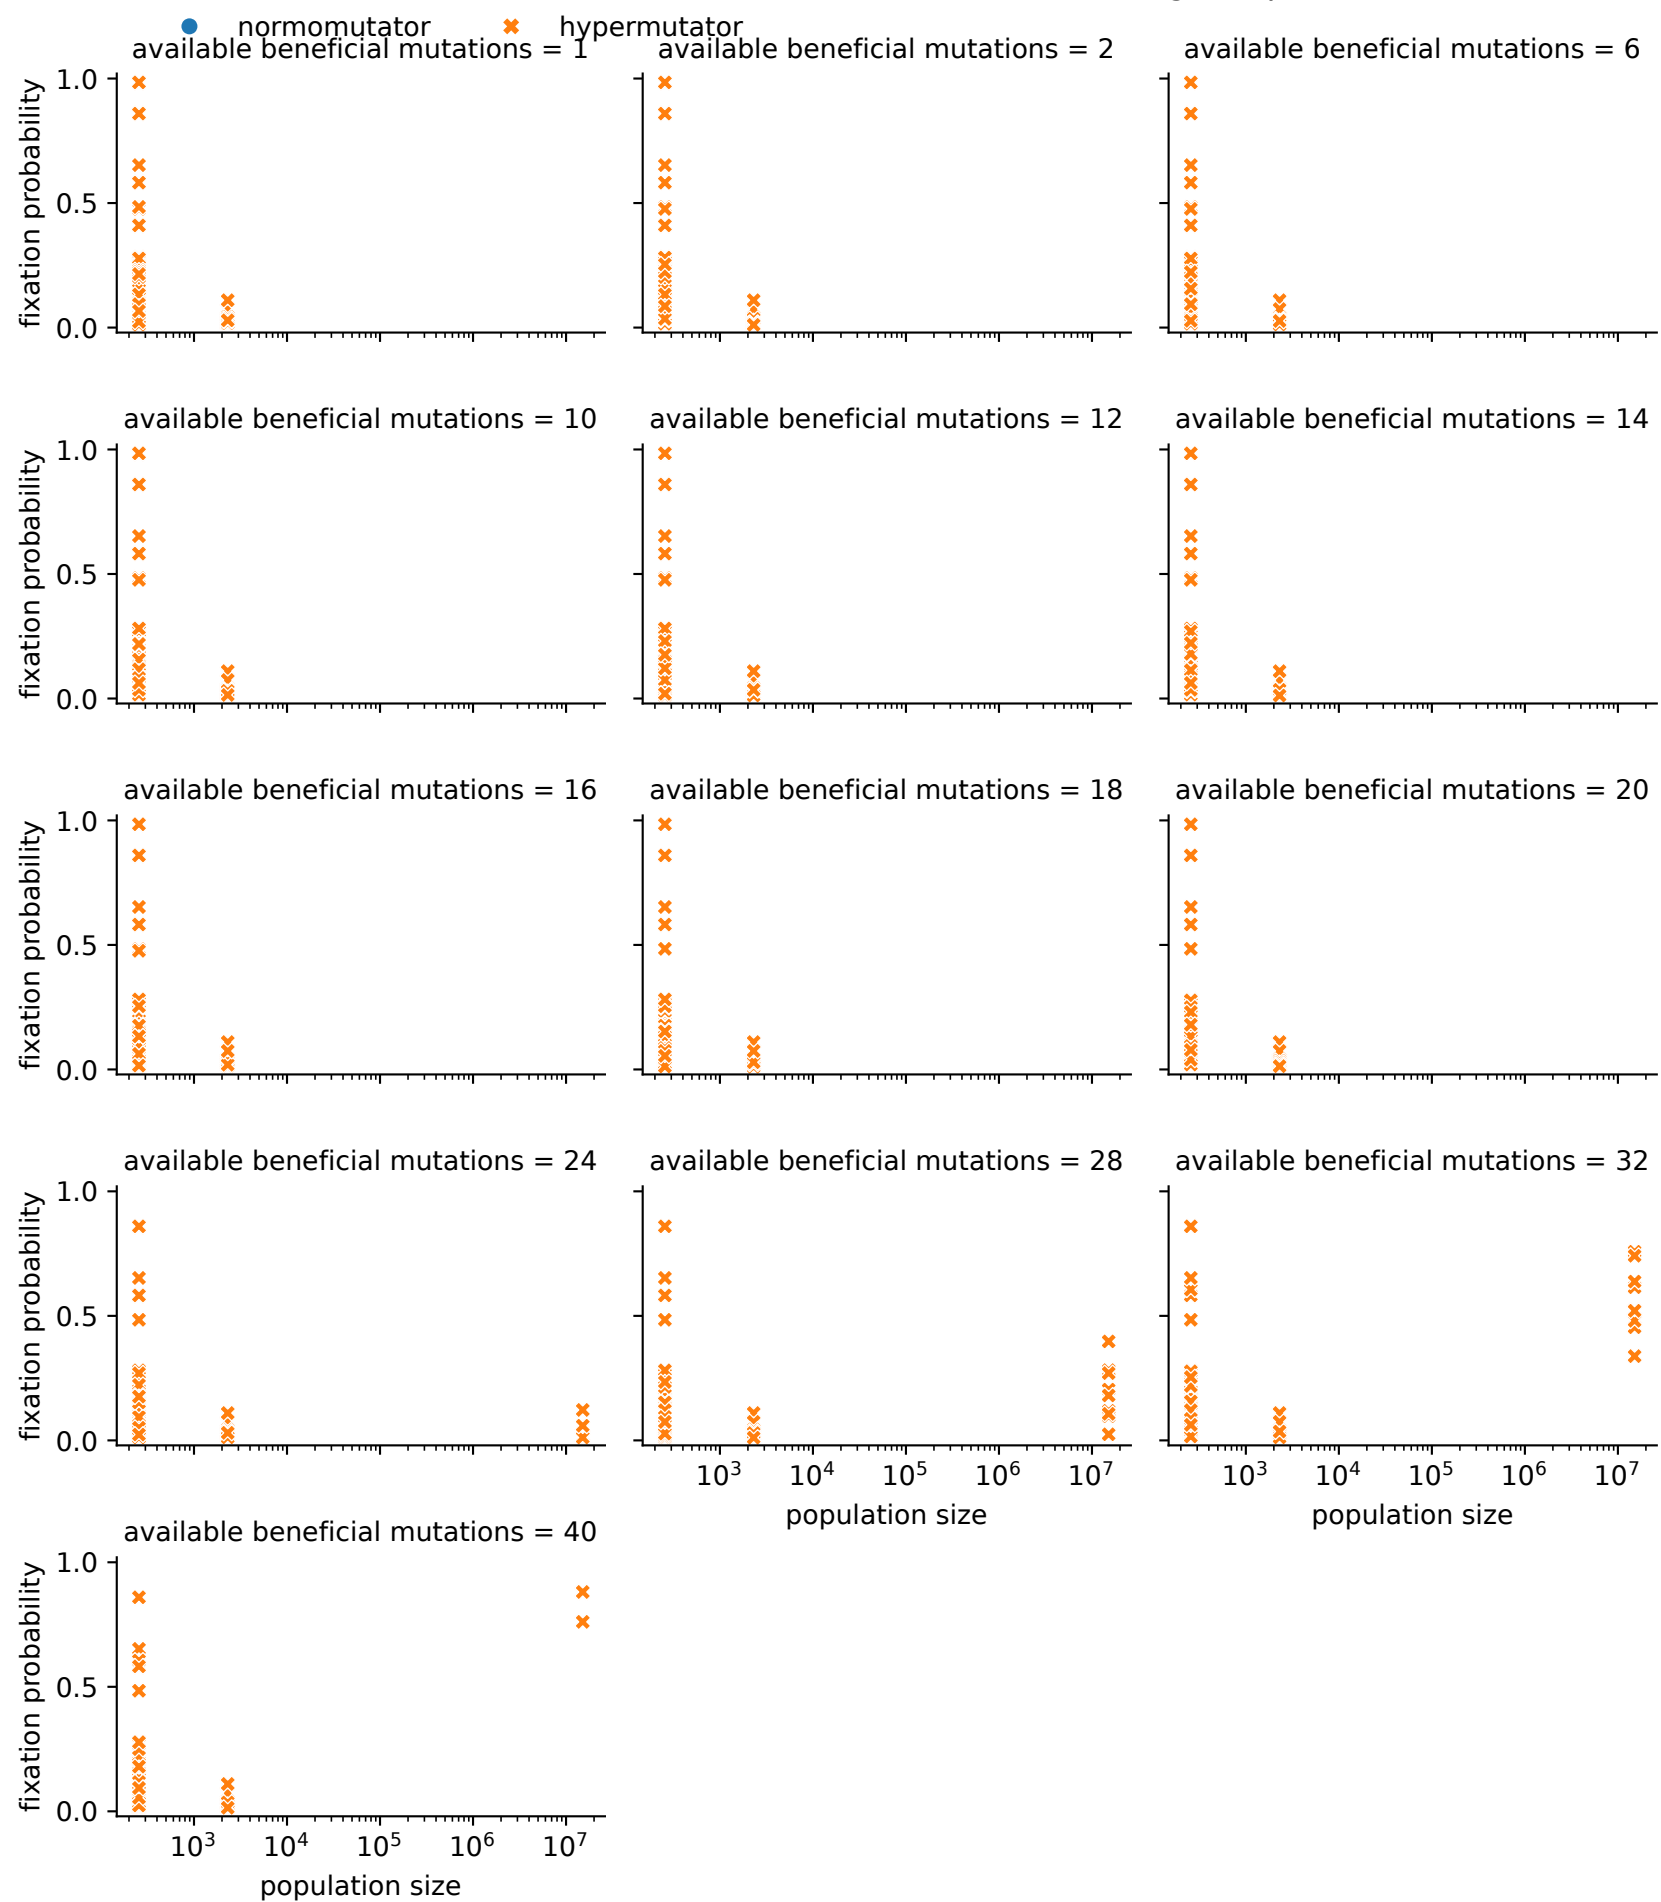 normomutator hypermutator
available beneficial mutations = 1 available beneficial mutations = 2 available beneficial mutations = 6
fixation probability
1.0
0.5
0.0
available beneficial mutations = 10 available beneficial mutations = 12 available beneficial mutations = 14
fixation probability
1.0
0.5
0.0
available beneficial mutations = 16 available beneficial mutations = 18 available beneficial mutations = 20
fixation probability
1.0
0.5
0.0
available beneficial mutations = 24 available beneficial mutations = 28 available beneficial mutations = 32
fixation probability
1.0
0.5
0.0
10³ 10⁴ 10⁵ 10⁶ 10⁷ 10³ 10⁴ 10⁵ 10⁶ 10⁷
population size population size
available beneficial mutations = 40
fixation probability
1.0
0.5
0.0
10³ 10⁴ 10⁵ 10⁶ 10⁷
population size